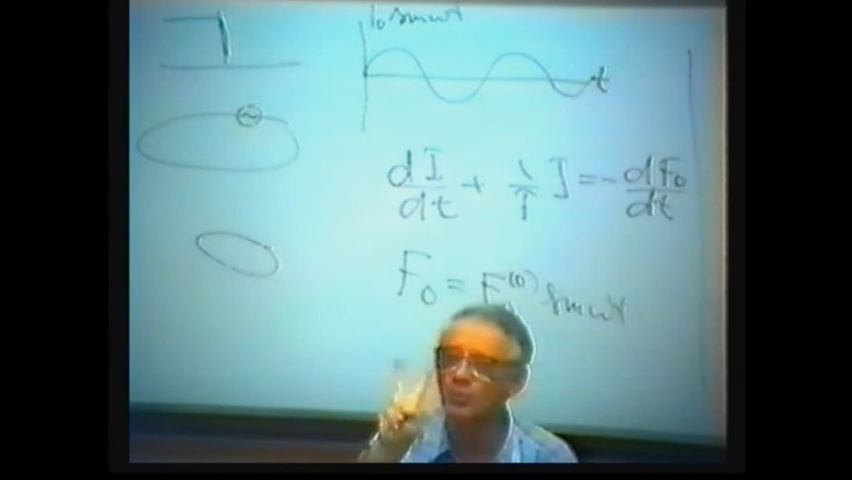 I₀ sin ωt
t
dI/dt + 1/T I = - dF₀/dt
F₀ = F₀⁽⁰⁾ sin ωt